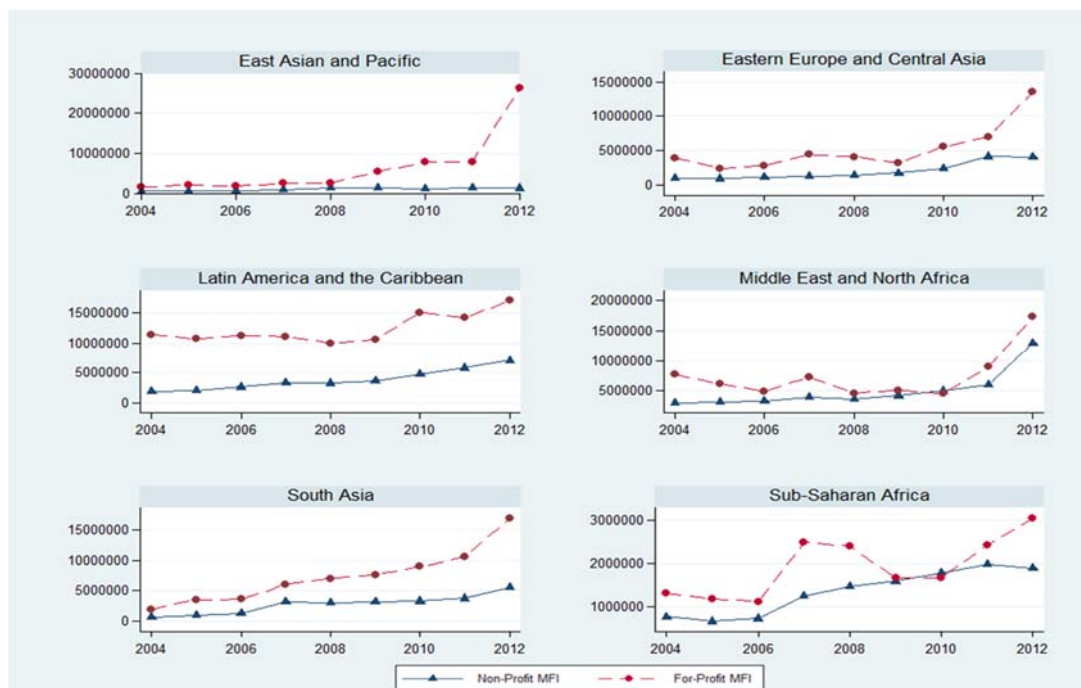 East Asian and Pacific
30000000
20000000
10000000
0
2004 2006 2008 2010 2012
Eastern Europe and Central Asia
15000000
10000000
5000000
0
2004 2006 2008 2010 2012
Latin America and the Caribbean
15000000
10000000
5000000
0
2004 2006 2008 2010 2012
Middle East and North Africa
20000000
15000000
10000000
5000000
2004 2006 2008 2010 2012
South Asia
15000000
10000000
5000000
0
2004 2006 2008 2010 2012
Sub-Saharan Africa
3000000
2000000
1000000
2004 2006 2008 2010 2012
Non-Profit MFI For-Profit MFI